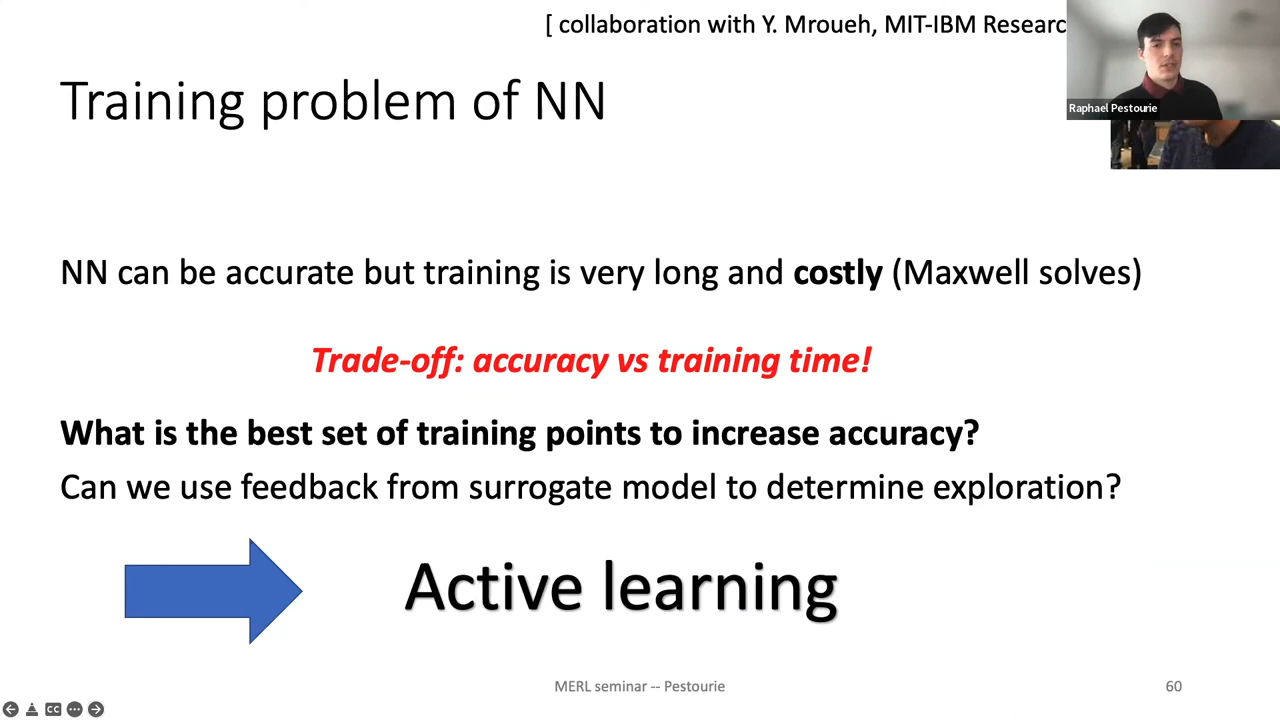 [ collaboration with Y. Mroueh, MIT-IBM Researc
Raphael Pestourie
Training problem of NN
NN can be accurate but training is very long and costly (Maxwell solves)
Trade-off: accuracy vs training time!
What is the best set of training points to increase accuracy?
Can we use feedback from surrogate model to determine exploration?
Active learning
MERL seminar -- Pestourie
60
CC